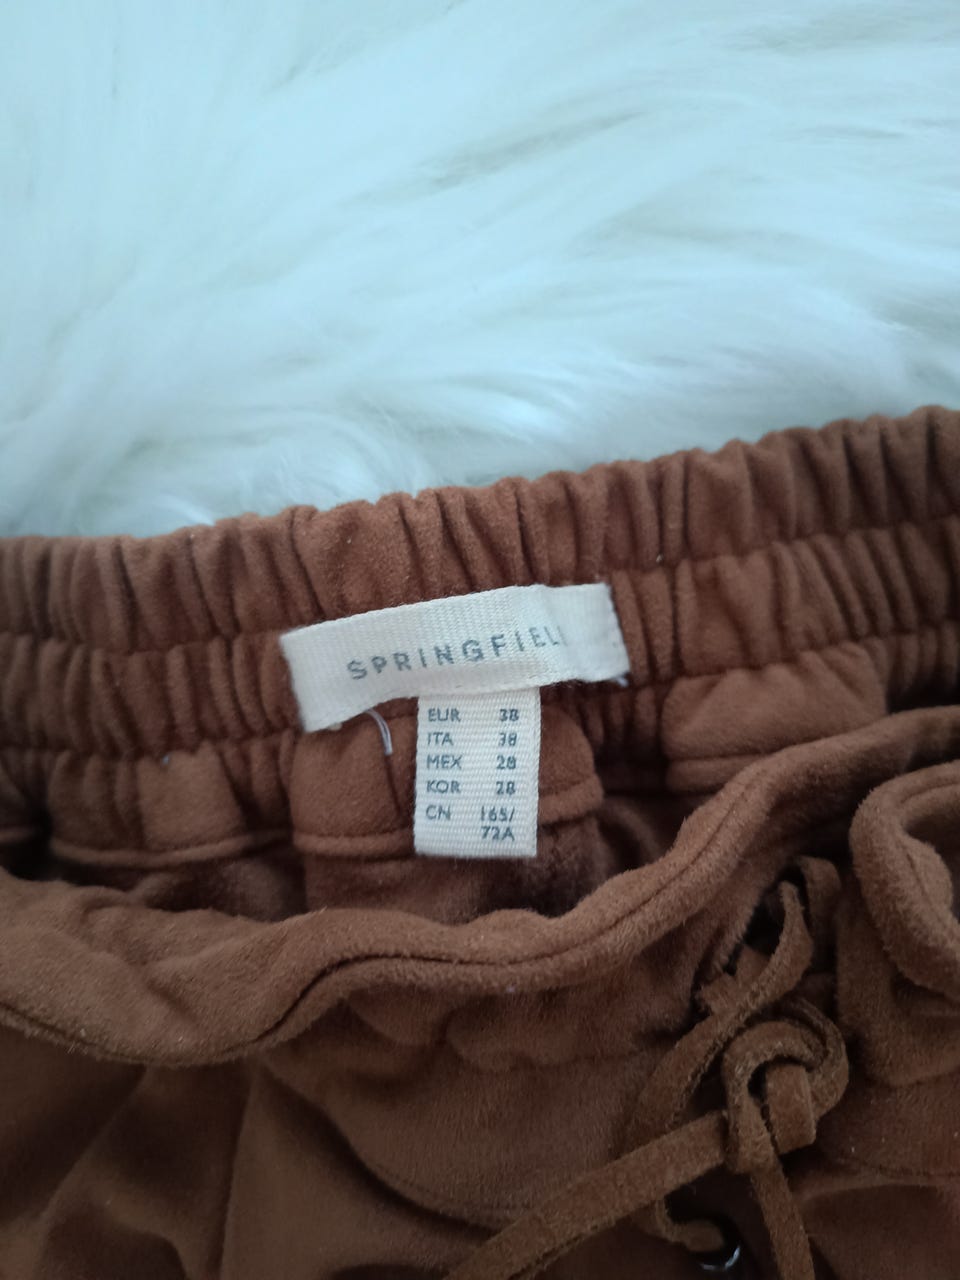 SPRINGFIEL
EUR 38
ITA 38
MEX 28
KOR 28
CN 165/
72A